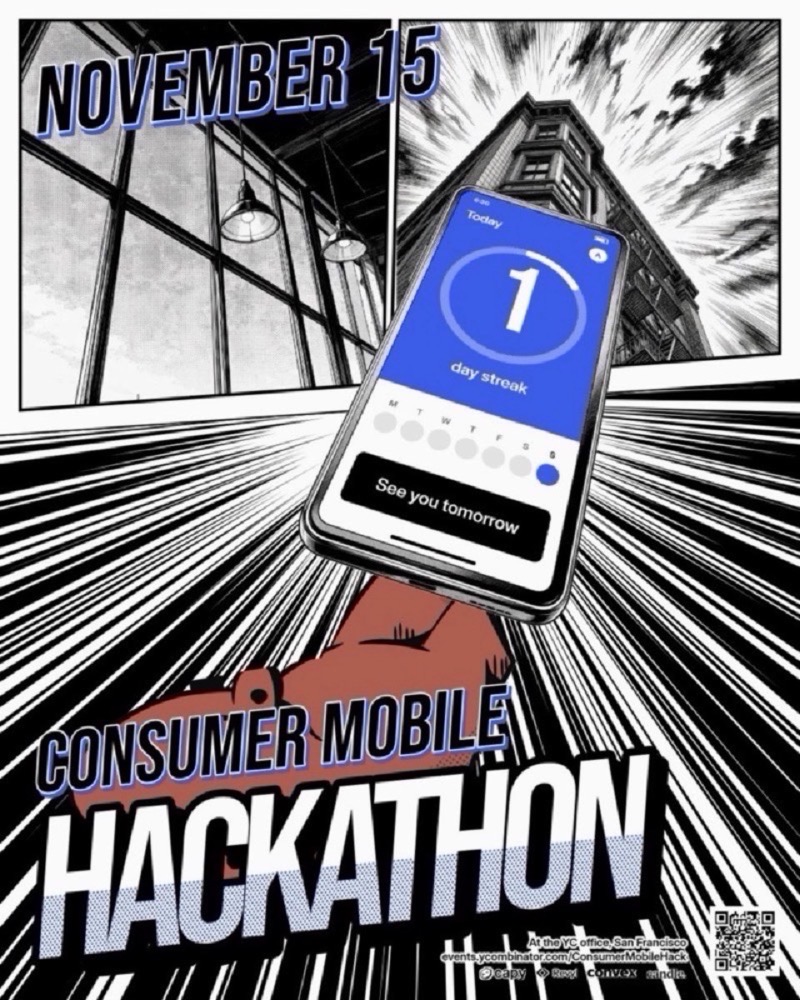 NOVEMBER 15
Today
1
day streak
M T W T F S S
See you tomorrow
CONSUMER MOBILE
HACKATHON
At the YC office, San Francisco
events.ycombinator.com/ConsumerMobileHack
capy convex